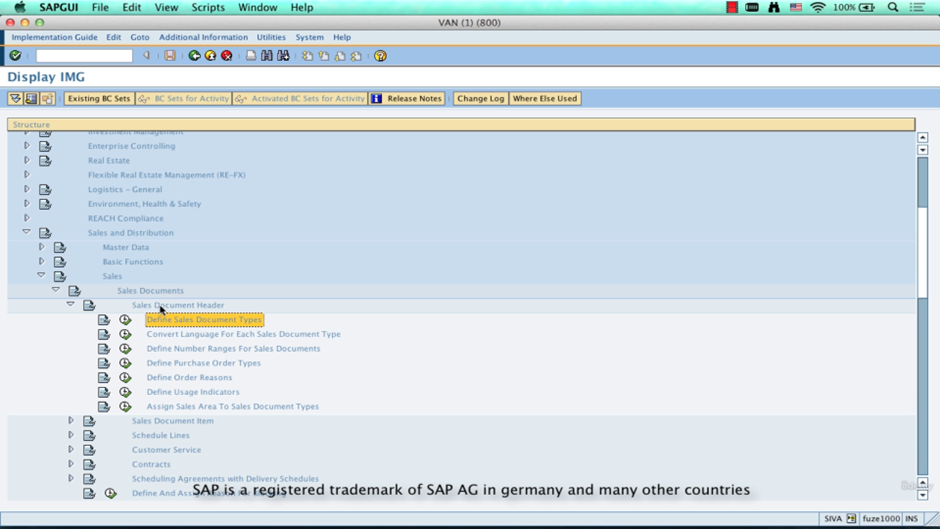 SAPGUI File Edit View Scripts Window Help 100%
VAN (1) (800)
Implementation Guide Edit Goto Additional Information Utilities System Help
Display IMG
Existing BC Sets BC Sets for Activity Activated BC Sets for Activity Release Notes Change Log Where Else Used
Structure
Investment Management
Enterprise Controlling
Real Estate
Flexible Real Estate Management (RE-FX)
Logistics - General
Environment, Health & Safety
REACH Compliance
Sales and Distribution
Master Data
Basic Functions
Sales
Sales Documents
Sales Document Header
Define Sales Document Types
Convert Language For Each Sales Document Type
Define Number Ranges For Sales Documents
Define Purchase Order Types
Define Order Reasons
Define Usage Indicators
Assign Sales Area To Sales Document Types
Sales Document Item
Schedule Lines
Customer Service
Contracts
Scheduling Agreements with Delivery Schedules
Define And Assign Reason For
SAP is a registered trademark of SAP AG in germany and many other countries
SIVA fuze1000 INS